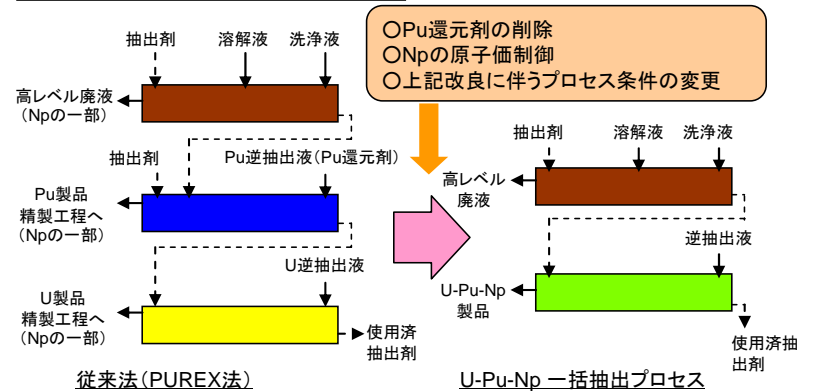 ○Pu還元剤の削除
○Npの原子価制御
○上記改良に伴うプロセス条件の変更
抽出剤
溶解液
洗浄液
高レベル廃液
(Npの一部)
抽出剤
Pu逆抽出液(Pu還元剤)
Pu製品
精製工程へ
(Npの一部)
U逆抽出液
U製品
精製工程へ
(Npの一部)
使用済
抽出剤
従来法(PUREX法)
抽出剤
溶解液
洗浄液
高レベル
廃液
逆抽出液
U-Pu-Np
製品
使用済抽
出剤
U-Pu-Np 一括抽出プロセス